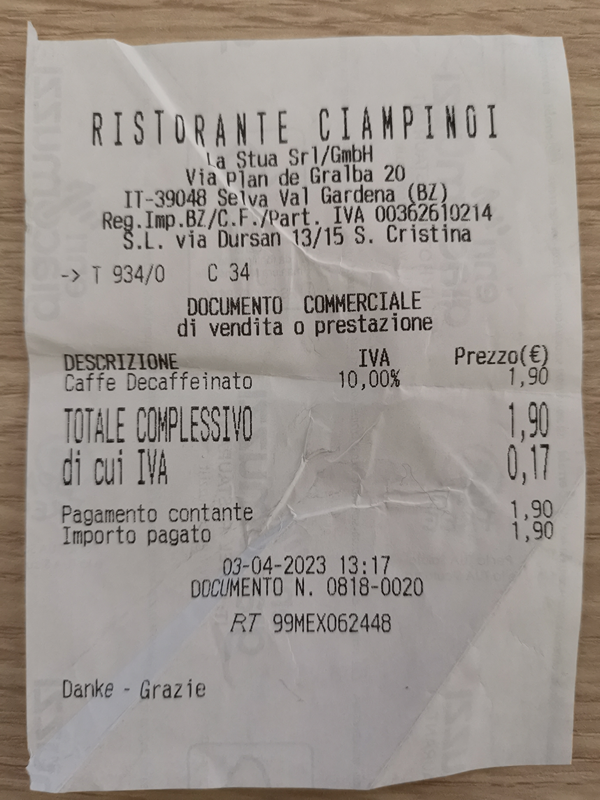 RISTORANTE CIAMPINOI
La Stua Srl/GmbH
Via Plan de Gralba 20
IT-39048 Selva Val Gardena (BZ)
Reg.Imp.BZ/C.F./Part. IVA 00362610214
S.L. via Dursan 13/15 S. Cristina
-> T 934/0 C 34
DOCUMENTO COMMERCIALE
di vendita o prestazione
DESCRIZIONE IVA Prezzo(€)
Caffe Decaffeinato 10,00% 1,90
TOTALE COMPLESSIVO 1,90
di cui IVA 0,17
Pagamento contante 1,90
Importo pagato 1,90
03-04-2023 13:17
DOCUMENTO N. 0818-0020
RT 99MEX062448
Danke - Grazie